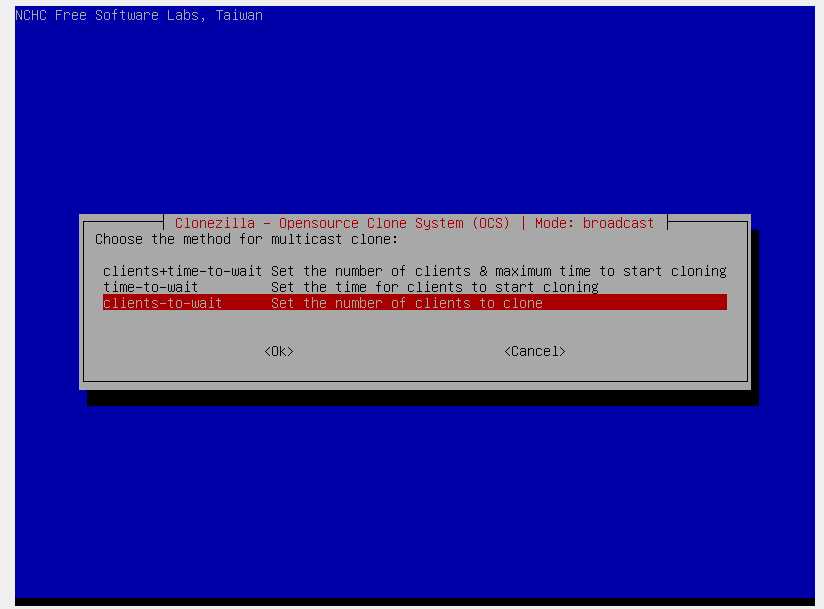 NCHC Free Software Labs, Taiwan
Clonezilla - Opensource Clone System (OCS) | Mode: broadcast
Choose the method for multicast clone:
clients+time-to-wait Set the number of clients & maximum time to start cloning
time-to-wait Set the time for clients to start cloning
clients-to-wait Set the number of clients to clone
<Ok> <Cancel>